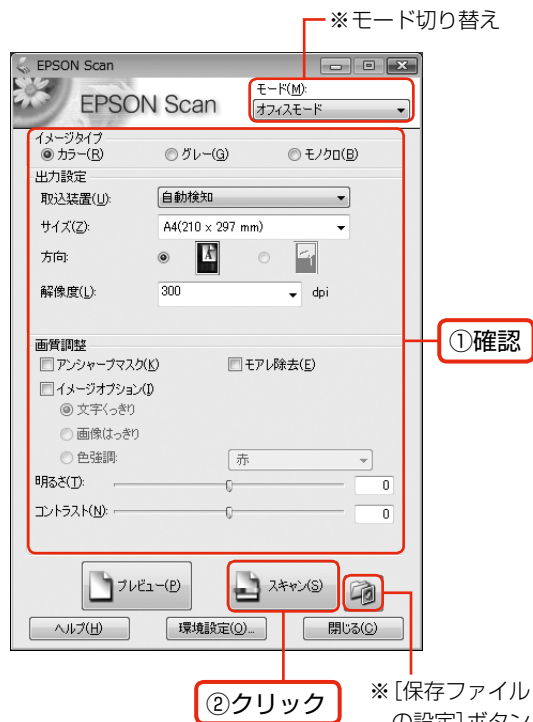 ※モード切り替え
EPSON Scan
EPSON Scan
モード(M):
オフィスモード
イメージタイプ
カラー(R) グレー(G) モノクロ(B)
出力設定
取込装置(U): 自動検知
サイズ(Z): A4(210 x 297 mm)
方向:
解像度(L): 300 dpi
①確認
画質調整
アンシャープマスク(K) モアレ除去(E)
イメージオプション(I)
文字くっきり
画像はっきり
色強調: 赤
明るさ(T): 0
コントラスト(N): 0
プレビュー(P) スキャン(S)
ヘルプ(H) 環境設定(O)... 閉じる(C)
②クリック
※[保存ファイル
の設定]ボタン